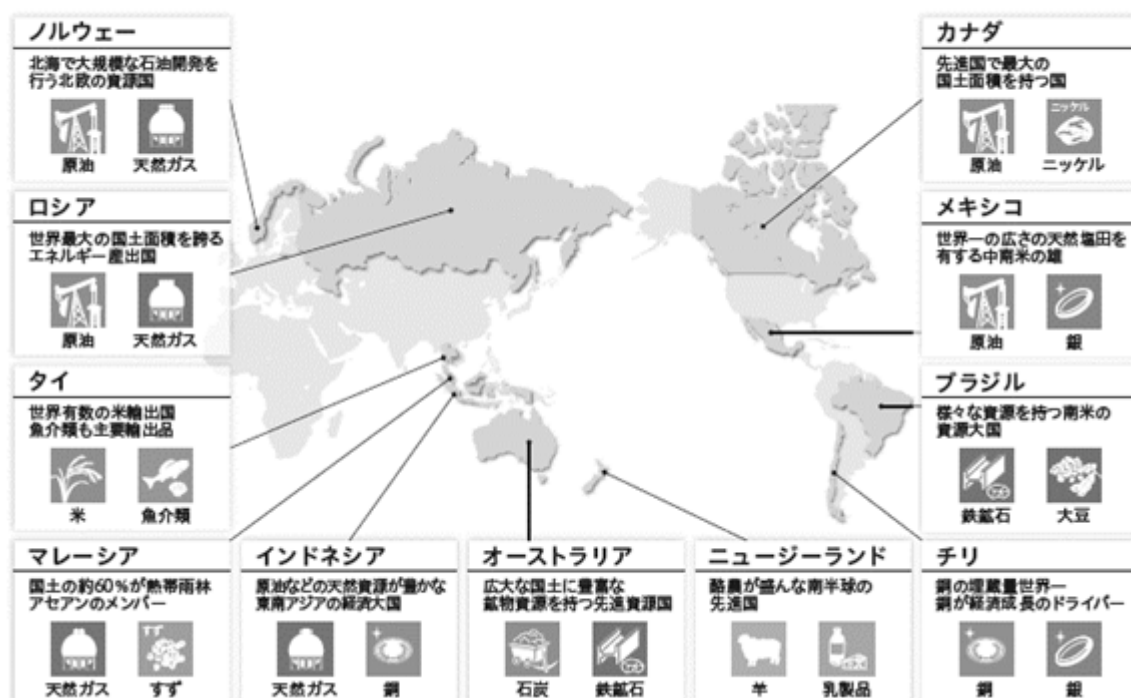 ノルウェー
北海で大規模な石油開発を
行う北欧の資源国
原油 天然ガス
ロシア
世界最大の国土面積を誇る
エネルギー産出国
原油 天然ガス
タイ
世界有数の米輸出国
魚介類も主要輸出品
米 魚介類
マレーシア
国土の約60%が熱帯雨林
アセアンのメンバー
すず
天然ガス すず
インドネシア
原油などの天然資源が豊かな
東南アジアの経済大国
天然ガス 銅
オーストラリア
広大な国土に豊富な
鉱物資源を持つ先進資源国
石炭 鉄鉱石
ニュージーランド
酪農が盛んな南半球の
先進国
羊 乳製品
チリ
銅の埋蔵量世界一
銅が経済成長のドライバー
銅 銀
ブラジル
様々な資源を持つ南米の
資源大国
鉄鉱石 大豆
メキシコ
世界一の広さの天然塩田を
有する中南米の雄
原油 銀
カナダ
先進国で最大の
国土面積を持つ国
ニッケル
原油 ニッケル